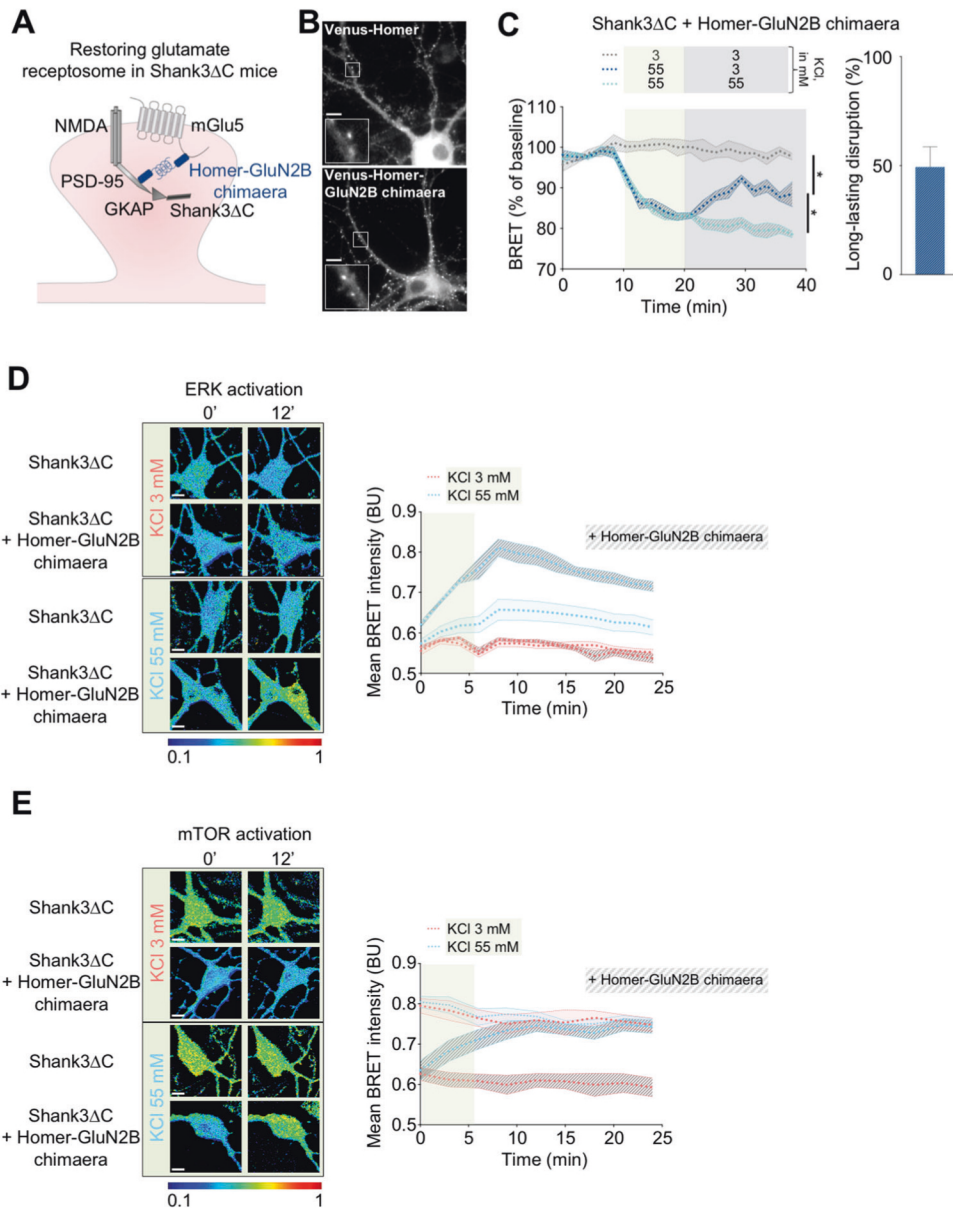 A
Restoring glutamate
receptosome in Shank3ΔC mice
NMDA
mGlu5
Homer-GluN2B
chimaera
PSD-95
GKAP
Shank3ΔC
B
Venus-Homer
Venus-Homer-
GluN2B chimaera
C
Shank3ΔC + Homer-GluN2B chimaera
3 3
55 3
55 55
KCl,
in mM
BRET (% of baseline)
110
100
90
80
70
0 10 20 30 40
Time (min)
*
*
Long-lasting disruption (%)
100
50
0
D
ERK activation
0' 12'
Shank3ΔC
Shank3ΔC
+ Homer-GluN2B
chimaera
KCl 3 mM
Shank3ΔC
Shank3ΔC
+ Homer-GluN2B
chimaera
KCl 55 mM
0.1 1
KCl 3 mM
KCl 55 mM
+ Homer-GluN2B chimaera
Mean BRET intensity (BU)
0.9
0.8
0.7
0.6
0.5
0 5 10 15 20 25
Time (min)
E
mTOR activation
0' 12'
Shank3ΔC
Shank3ΔC
+ Homer-GluN2B
chimaera
KCl 3 mM
Shank3ΔC
Shank3ΔC
+ Homer-GluN2B
chimaera
KCl 55 mM
0.1 1
KCl 3 mM
KCl 55 mM
+ Homer-GluN2B chimaera
Mean BRET intensity (BU)
0.9
0.8
0.7
0.6
0.5
0 5 10 15 20 25
Time (min)